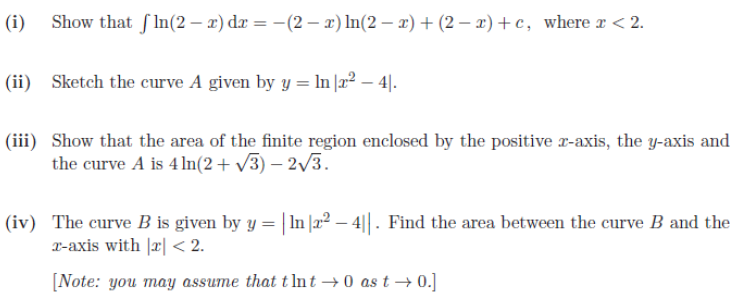 (i) Show that ∫ ln(2 − x) dx = −(2 − x) ln(2 − x) + (2 − x) + c, where x < 2.
(ii) Sketch the curve A given by y = ln |x² − 4|.
(iii) Show that the area of the finite region enclosed by the positive x-axis, the y-axis and
the curve A is 4 ln(2 + √3) − 2√3.
(iv) The curve B is given by y = | ln |x² − 4||. Find the area between the curve B and the
x-axis with |x| < 2.
[Note: you may assume that t ln t → 0 as t → 0.]